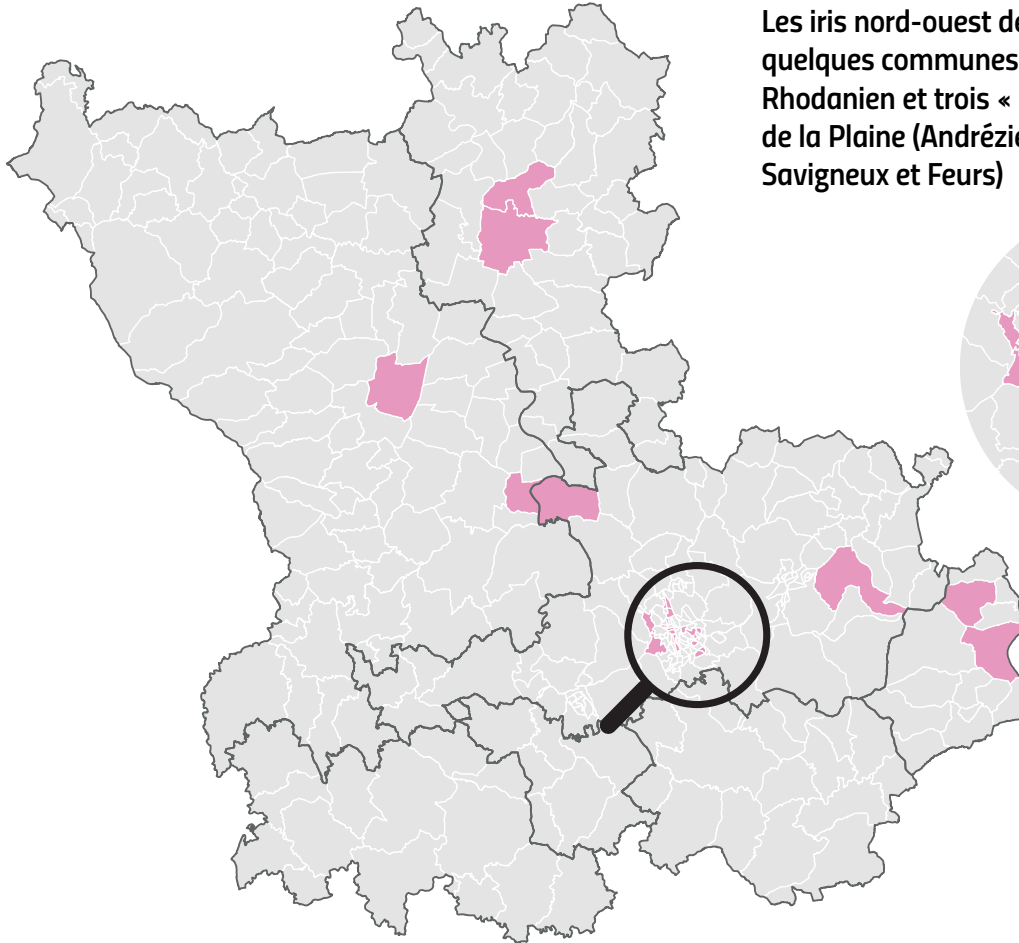 Les iris nord-ouest de
quelques communes
Rhodanien et trois «
de la Plaine (Andrézie
Savigneux et Feurs)